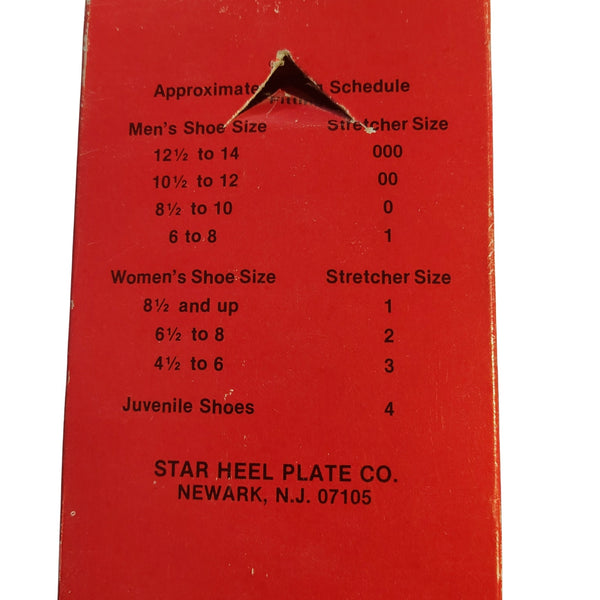 Approximate Fitting Schedule
Men's Shoe Size Stretcher Size
12½ to 14 000
10½ to 12 00
8½ to 10 0
6 to 8 1
Women's Shoe Size Stretcher Size
8½ and up 1
6½ to 8 2
4½ to 6 3
Juvenile Shoes 4
STAR HEEL PLATE CO.
NEWARK, N.J. 07105